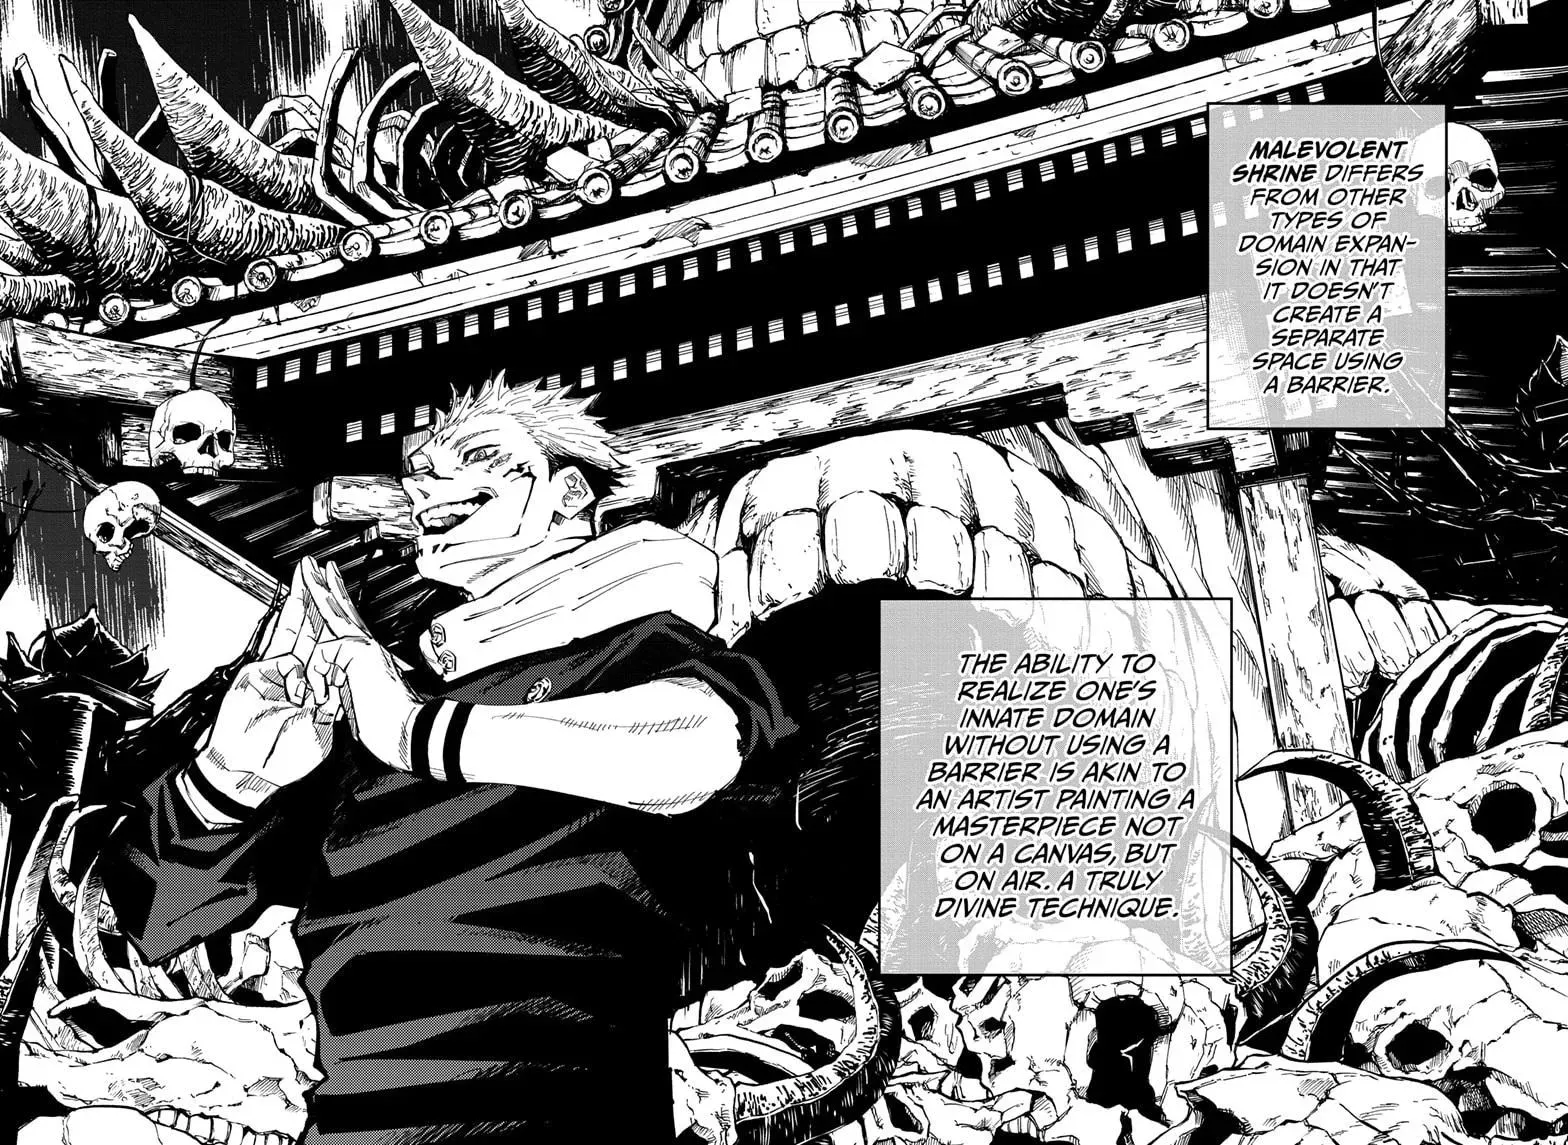 MALEVOLENT
SHRINE DIFFERS
FROM OTHER
TYPES OF
DOMAIN EXPAN-
SION IN THAT
IT DOESN'T
CREATE A
SEPARATE
SPACE USING
A BARRIER.
THE ABILITY TO
REALIZE ONE'S
INNATE DOMAIN
WITHOUT USING A
BARRIER IS AKIN TO
AN ARTIST PAINTING A
MASTERPIECE NOT
ON A CANVAS, BUT
ON AIR. A TRULY
DIVINE TECHNIQUE.